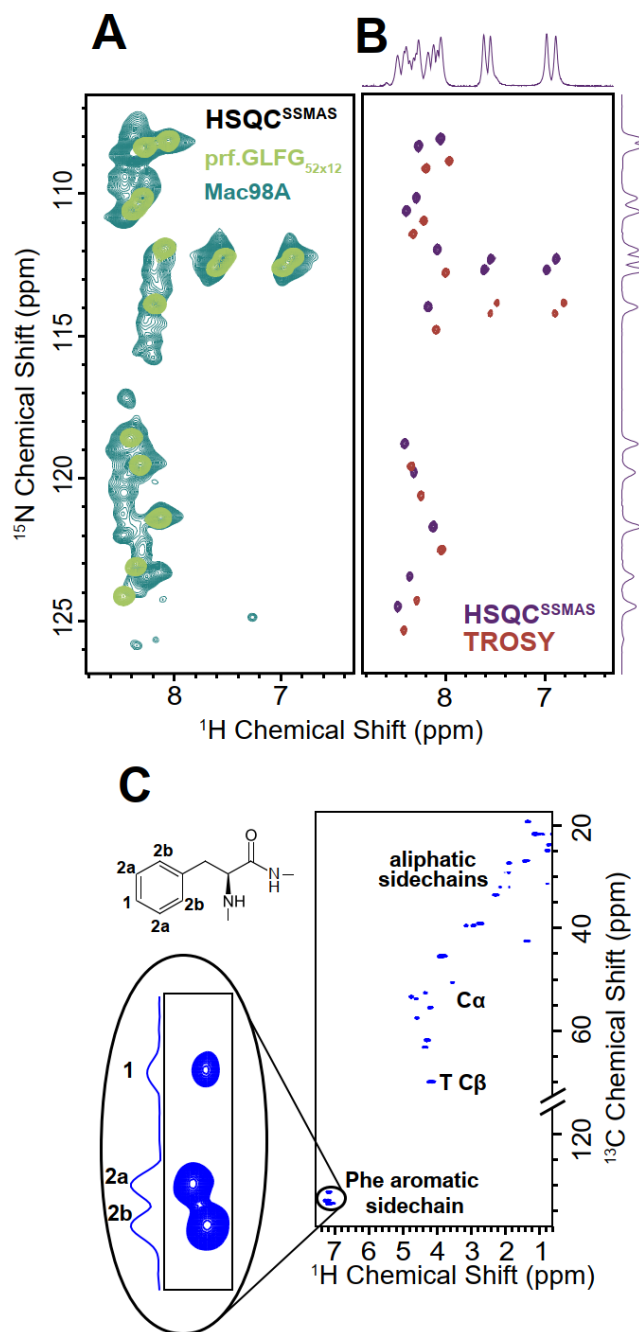 A
B
HSQC^SSMAS
prf.GLFG_52x12
Mac98A
110
115
120
125
¹⁵N Chemical Shift (ppm)
8
7
8
7
¹H Chemical Shift (ppm)
HSQC^SSMAS
TROSY
C
2b
2a
1
2b
2a
O
N
H
NH
1
2a
2b
aliphatic
sidechains
Cα
T Cβ
Phe aromatic
sidechain
20
40
60
120
¹³C Chemical Shift (ppm)
7 6 5 4 3 2 1
¹H Chemical Shift (ppm)